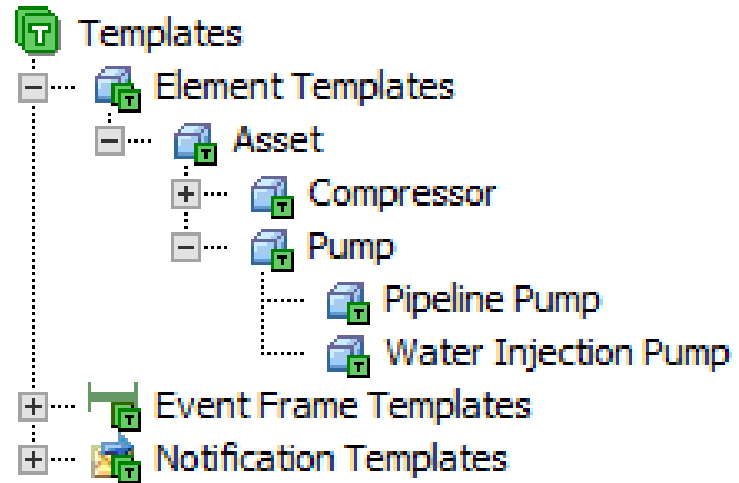 Templates
Element Templates
Asset
Compressor
Pump
Pipeline Pump
Water Injection Pump
Event Frame Templates
Notification Templates